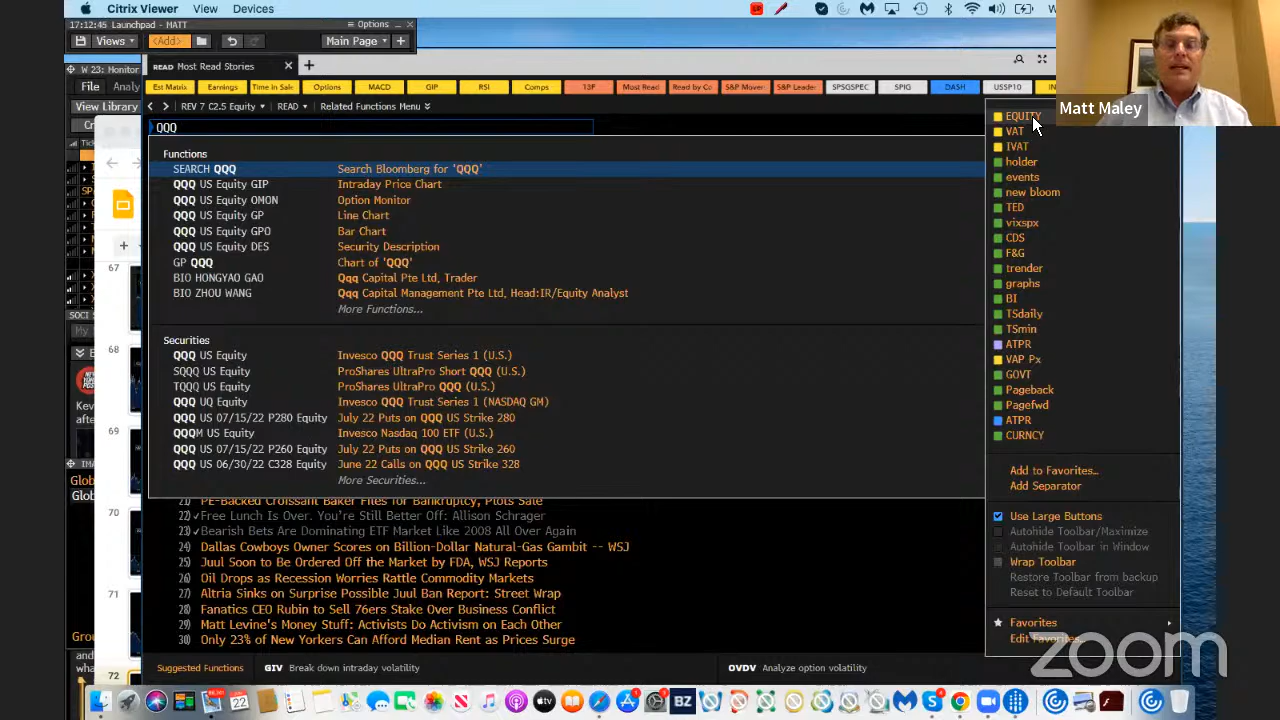 Citrix Viewer View Devices
17:12:45 Launchpad - MATT Options
Views <Add> Main Page
READ Most Read Stories
W 23: Monitor
File Analy
Est Matrix Earnings Time In Sale Options MACD GIP RSI Comps 13F Most Read Read by Co S&P Mover S&P Leader SPSGSPEC SPIG DASH USSP10
View Library
REV 7 C2.5 Equity READ Related Functions Menu
QQQ
Matt Maley
Functions
SEARCH QQQ Search Bloomberg for 'QQQ'
QQQ US Equity GIP Intraday Price Chart
QQQ US Equity OMON Option Monitor
QQQ US Equity GP Line Chart
QQQ US Equity GPO Bar Chart
QQQ US Equity DES Security Description
GP QQQ Chart of 'QQQ'
BIO HONGYAO GAO Qqq Capital Pte Ltd, Trader
BIO ZHOU WANG Qqq Capital Management Pte Ltd, Head:IR/Equity Analyst
More Functions...
Securities
QQQ US Equity Invesco QQQ Trust Series 1 (U.S.)
SQQQ US Equity ProShares UltraPro Short QQQ (U.S.)
TQQQ US Equity ProShares UltraPro QQQ (U.S.)
QQQ UQ Equity Invesco QQQ Trust Series 1 (NASDAQ GM)
QQQ US 07/15/22 P280 Equity July 22 Puts on QQQ US Strike 280
QQQM US Equity Invesco Nasdaq 100 ETF (U.S.)
QQQ US 07/15/22 P260 Equity July 22 Puts on QQQ US Strike 260
QQQ US 06/30/22 C328 Equity June 22 Calls on QQQ US Strike 328
More Securities...
21) PE-Backed Croissant Baker Files for Bankruptcy, Plots Sale
22) Free Lunch Is Over. You're Still Better Off: Allison Schrager
23) Bearish Bets Are Dominating ETF Market Like 2008 All Over Again
24) Dallas Cowboys Owner Scores on Billion-Dollar Natural-Gas Gambit -- WSJ
25) Juul Soon to Be Ordered Off the Market by FDA, WSJ Reports
26) Oil Drops as Recession Worries Rattle Commodity Markets
27) Altria Sinks on Surprise Possible Juul Ban Report: Street Wrap
28) Fanatics CEO Rubin to Sell 76ers Stake Over Business Conflict
29) Matt Levine's Money Stuff: Activists Do Activism on Each Other
30) Only 23% of New Yorkers Can Afford Median Rent as Prices Surge
Suggested Functions GIV Break down intraday volatility OVDV Analyze option volatility
EQUITY
VAT
IVAT
holder
events
new bloom
TED
vixspx
CDS
F&G
trender
graphs
BI
TSdaily
TSmin
ATPR
VAP Px
GOVT
Pageback
Pagefwd
ATPR
CURNCY
Add to Favorites...
Add Separator
Use Large Buttons
Autohide Toolbar/Maximize
Autohide Toolbar in Window
Wrap Toolbar
Restore Toolbar from backup
Reset to Default Toolbar
Favorites
Edit Favorites...
67
68
69
70
71
72
zoom